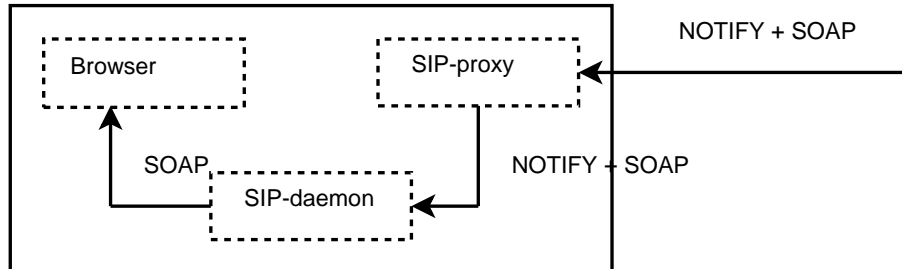 NOTIFY + SOAP
Browser
SIP-proxy
SOAP
NOTIFY + SOAP
SIP-daemon